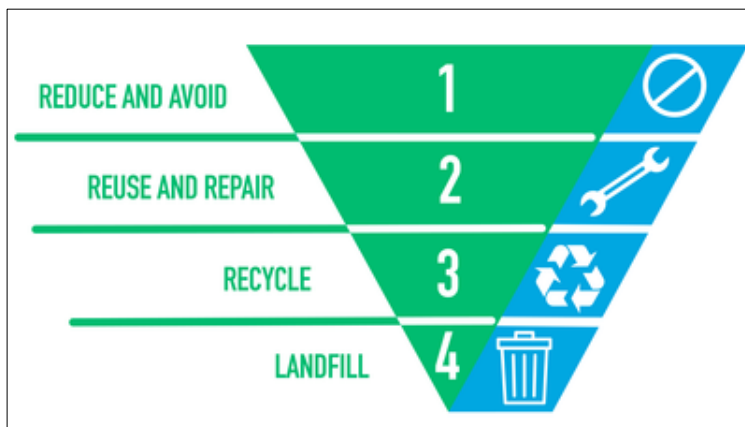 REDUCE AND AVOID 1
REUSE AND REPAIR 2
RECYCLE 3
LANDFILL 4